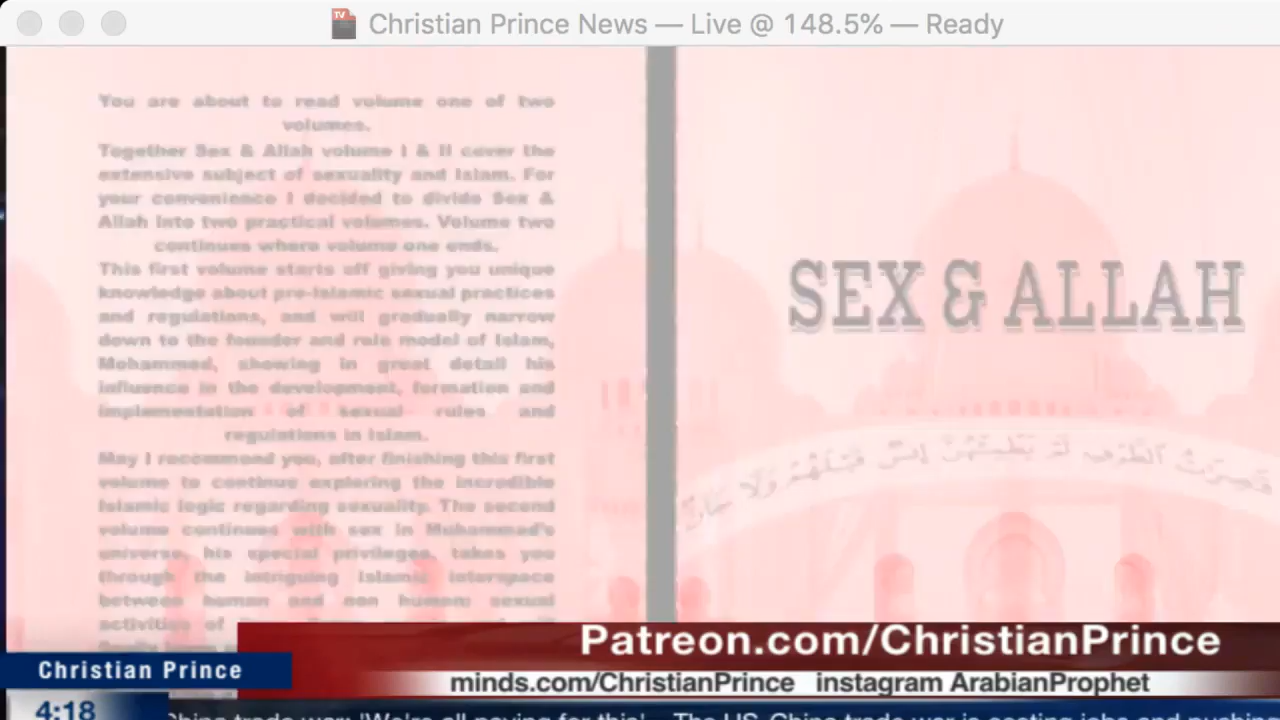 Christian Prince News — Live @ 148.5% — Ready
You are about to read volume one of two
volumes.
Together Sex & Allah volume I & II cover the
extensive subject of sexuality and Islam. For
your convenience I decided to divide Sex &
Allah into two practical volumes. Volume two
continues where volume one ends.
This first volume starts off giving you unique
knowledge about pre-Islamic sexual practices
and regulations, and will gradually narrow
down to the founder and role model of Islam,
Mohammed, showing in great detail his
influence in the development, formation and
implementation of sexual rules and
regulations in Islam.
May I recommend you, after finishing this first
volume to continue exploring the incredible
Islamic logic regarding sexuality. The second
volume continues with sex in Muhammad's
universe, his special privileges, takes you
through the intriguing Islamic interspace
between human and non human sexual
activities of
SEX & ALLAH
قصرت الطرف لم يطمثهن إنس قبلهم ولا جان
Patreon.com/ChristianPrince
minds.com/ChristianPrince instagram ArabianProphet
Christian Prince
4:18
China trade war: 'We're all paying for this' The US-China trade war is costing jobs and